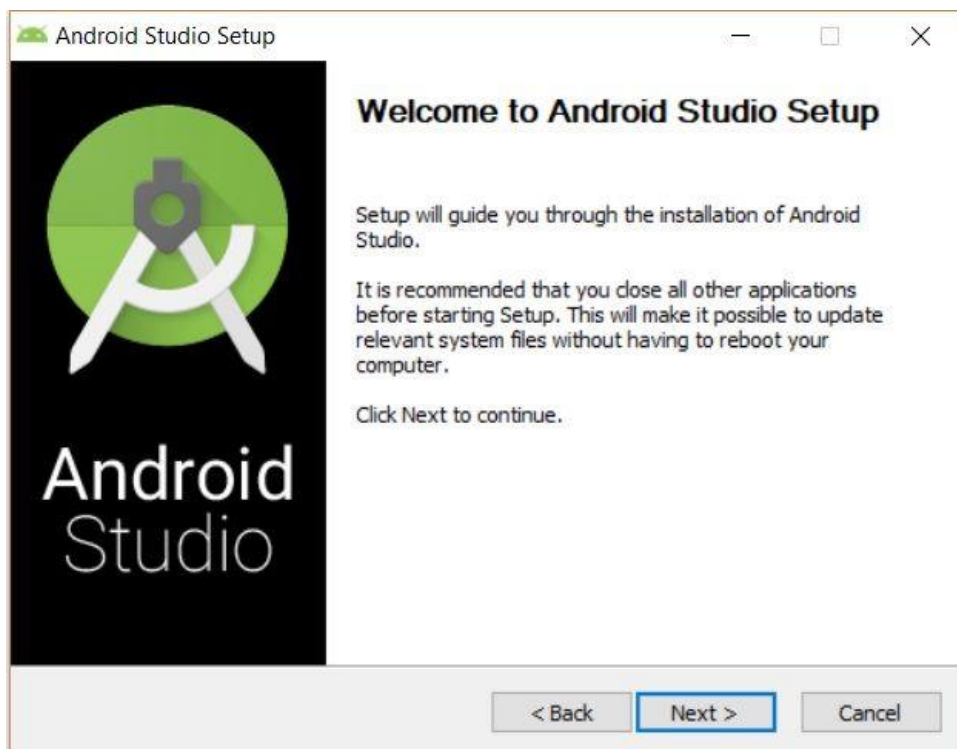 Android Studio Setup
Welcome to Android Studio Setup
Setup will guide you through the installation of Android
Studio.
It is recommended that you close all other applications
before starting Setup. This will make it possible to update
relevant system files without having to reboot your
computer.
Click Next to continue.
Android
Studio
< Back
Next >
Cancel